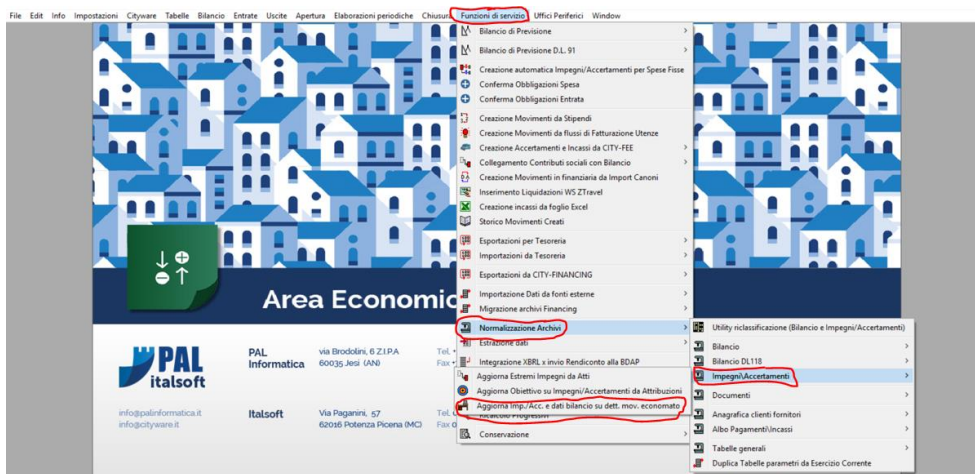 File Edit Info Impostazioni Cityware Tabelle Bilancio Entrate Uscite Apertura Elaborazioni periodiche Chiusura Funzioni di servizio Uffici Periferici Window
Bilancio di Previsione
Bilancio di Previsione D.L. 91
Creazione automatica Impegni/Accertamenti per Spese Fisse
Conferma Obbligazioni Spesa
Conferma Obbligazioni Entrata
Creazione Movimenti da Stipendi
Creazione Movimenti da flussi di Fatturazione Utenze
Creazione Accertamenti e Incassi da CITY-FEE
Collegamento Contributi sociali con Bilancio
Creazione Movimenti in finanziaria da Import Canoni
Inserimento Liquidazioni WS ZTravel
Creazione incassi da foglio Excel
Storico Movimenti Creati
Esportazioni per Tesoreria
Importazioni da Tesoreria
Esportazioni da CITY-FINANCING
Importazione Dati da fonti esterne
Migrazione archivi Financing
Normalizzazione Archivi
Estrazione dati
Integrazione XBRL x invio Rendiconto alla BDAP
Aggiorna Estremi Impegni da Atti
Aggiorna Obiettivo su Impegni/Accertamenti da Attribuzioni
Aggiorna Imp./Acc. e dati bilancio su dett. mov. economato
Ricalcolo Progressivi
Conservazione
Utility riclassificazione (Bilancio e Impegni/Accertamenti)
Bilancio
Bilancio DL118
Impegni\Accertamenti
Documenti
Anagrafica clienti fornitori
Albo Pagamenti\Incassi
Tabelle generali
Duplica Tabelle parametri da Esercizio Corrente
Area Economic
PAL
italsoft
PAL
Informatica
via Brodolini, 6 Z.I.P.A
60035 Jesi (AN)
Tel. +
Fax +
info@palinformatica.it
info@cityware.it
Italsoft
Via Paganini, 57
62016 Potenza Picena (MC)
Tel.
Fax 0